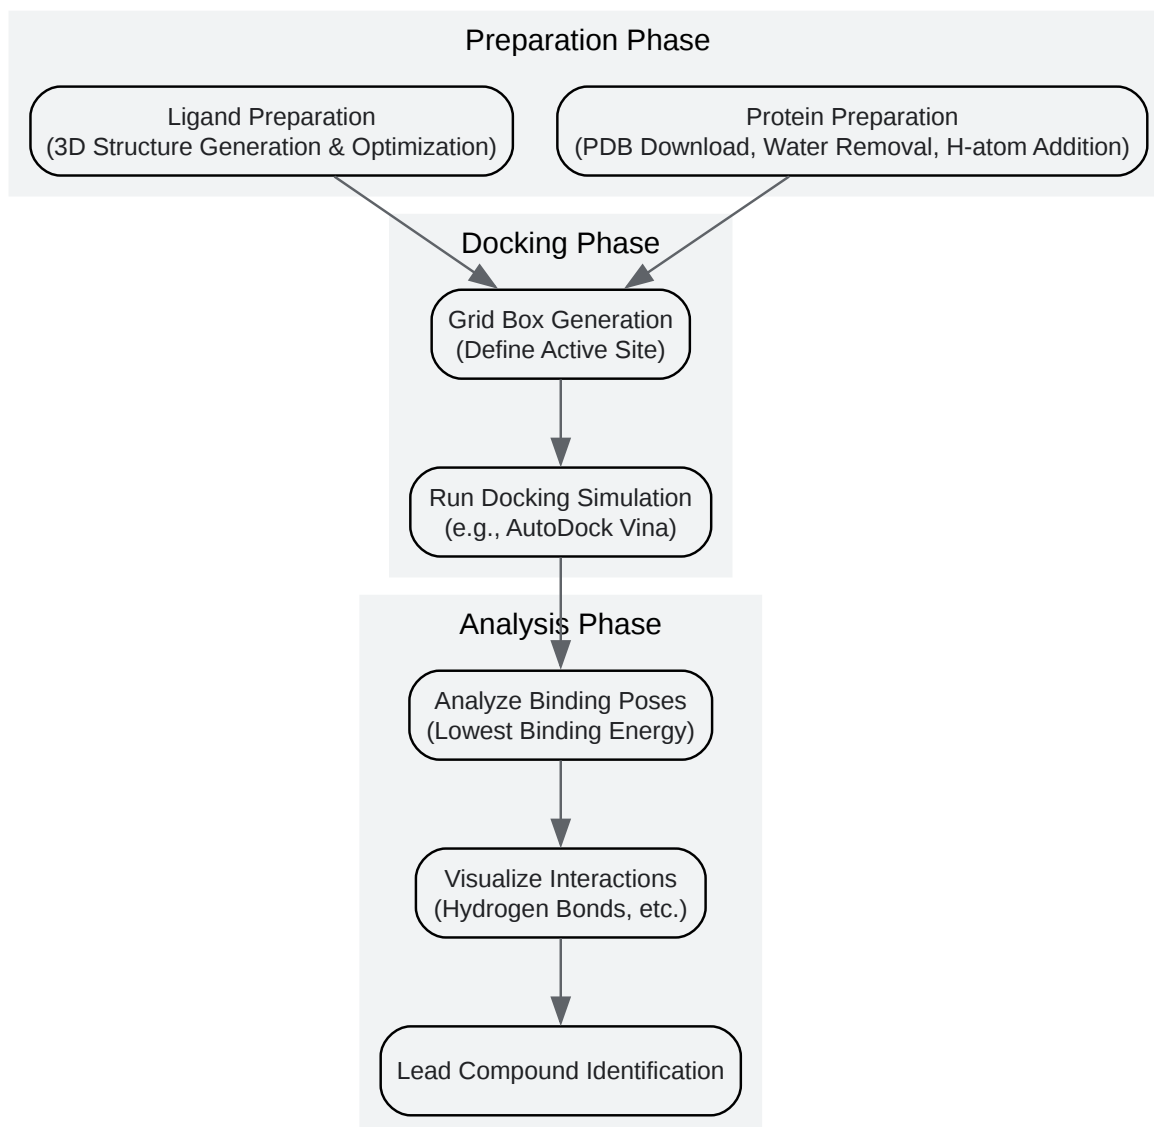 Preparation Phase
Ligand Preparation
(3D Structure Generation & Optimization)
Protein Preparation
(PDB Download, Water Removal, H-atom Addition)
Docking Phase
Grid Box Generation
(Define Active Site)
Run Docking Simulation
(e.g., AutoDock Vina)
Analysis Phase
Analyze Binding Poses
(Lowest Binding Energy)
Visualize Interactions
(Hydrogen Bonds, etc.)
Lead Compound Identification